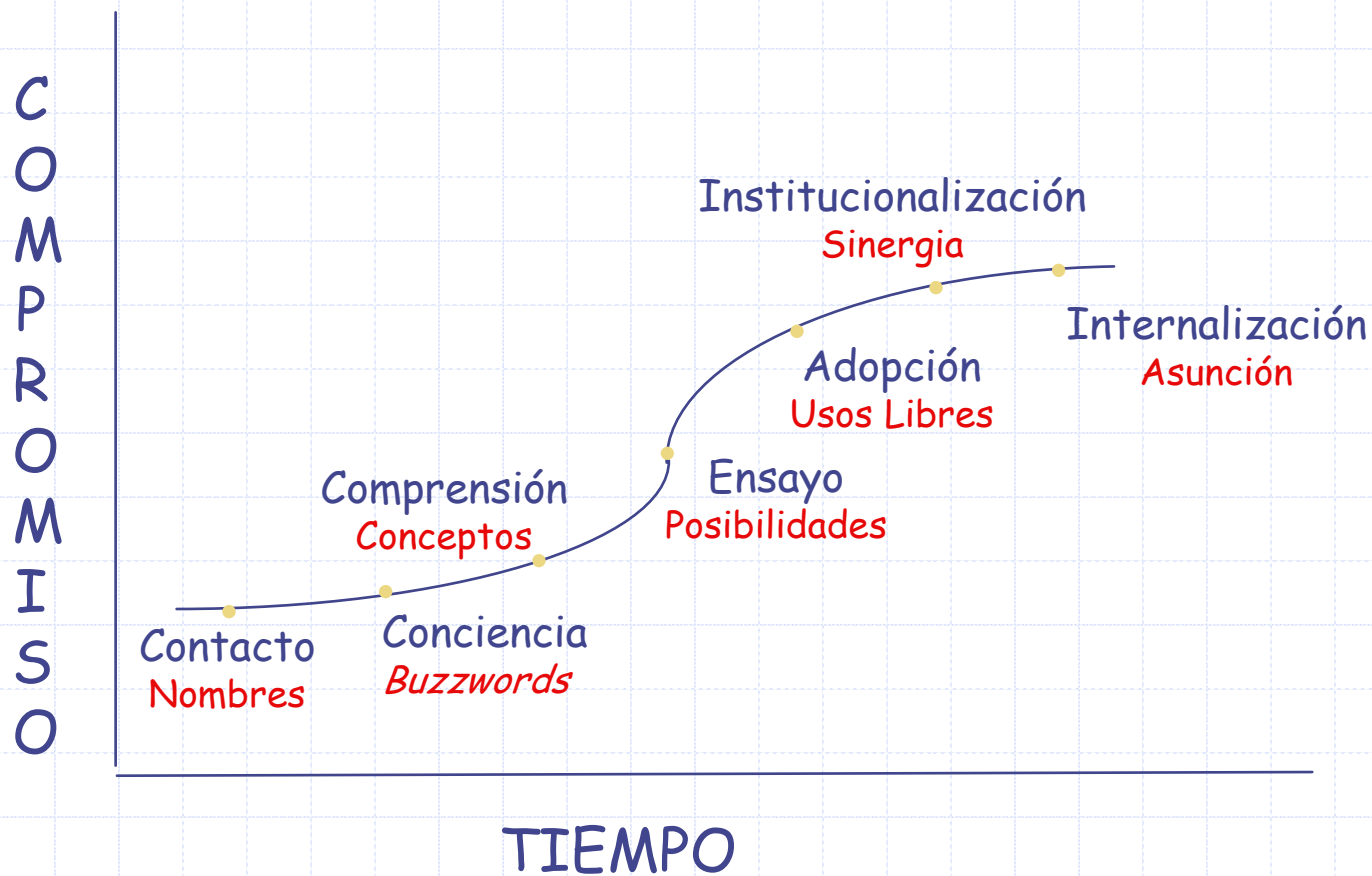 COMPROMISO
Institucionalización
Sinergia
Internalización
Asunción
Adopción
Usos Libres
Comprensión
Conceptos
Ensayo
Posibilidades
Contacto
Nombres
Conciencia
Buzzwords
TIEMPO